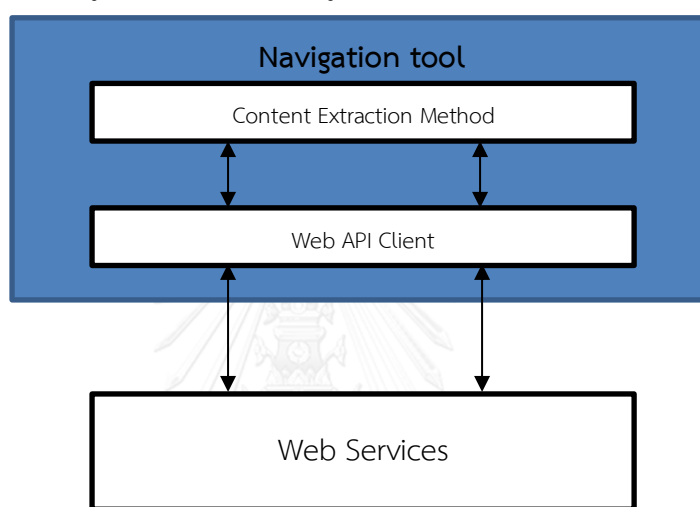 Navigation tool
Content Extraction Method
Web API Client
Web Services